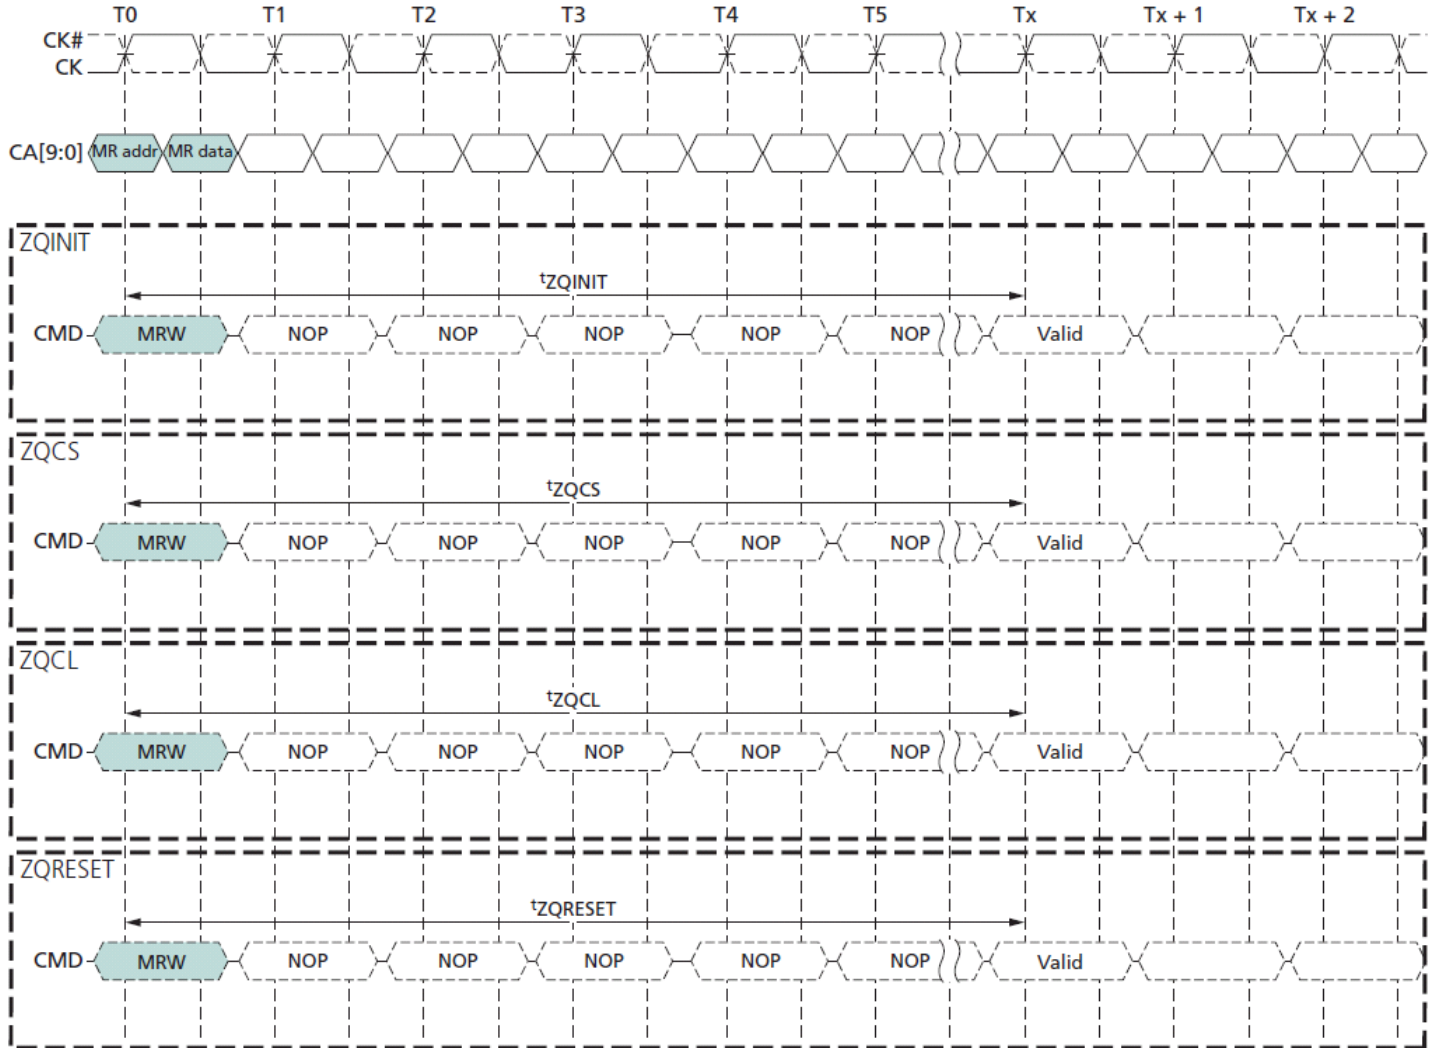 T0 T1 T2 T3 T4 T5 Tx Tx + 1 Tx + 2
CK#
CK
CA[9:0] MR addr MR data
ZQINIT
tZQINIT
CMD MRW NOP NOP NOP NOP NOP Valid
ZQCS
tZQCS
CMD MRW NOP NOP NOP NOP NOP Valid
ZQCL
tZQCL
CMD MRW NOP NOP NOP NOP NOP Valid
ZQRESET
tZQRESET
CMD MRW NOP NOP NOP NOP NOP Valid